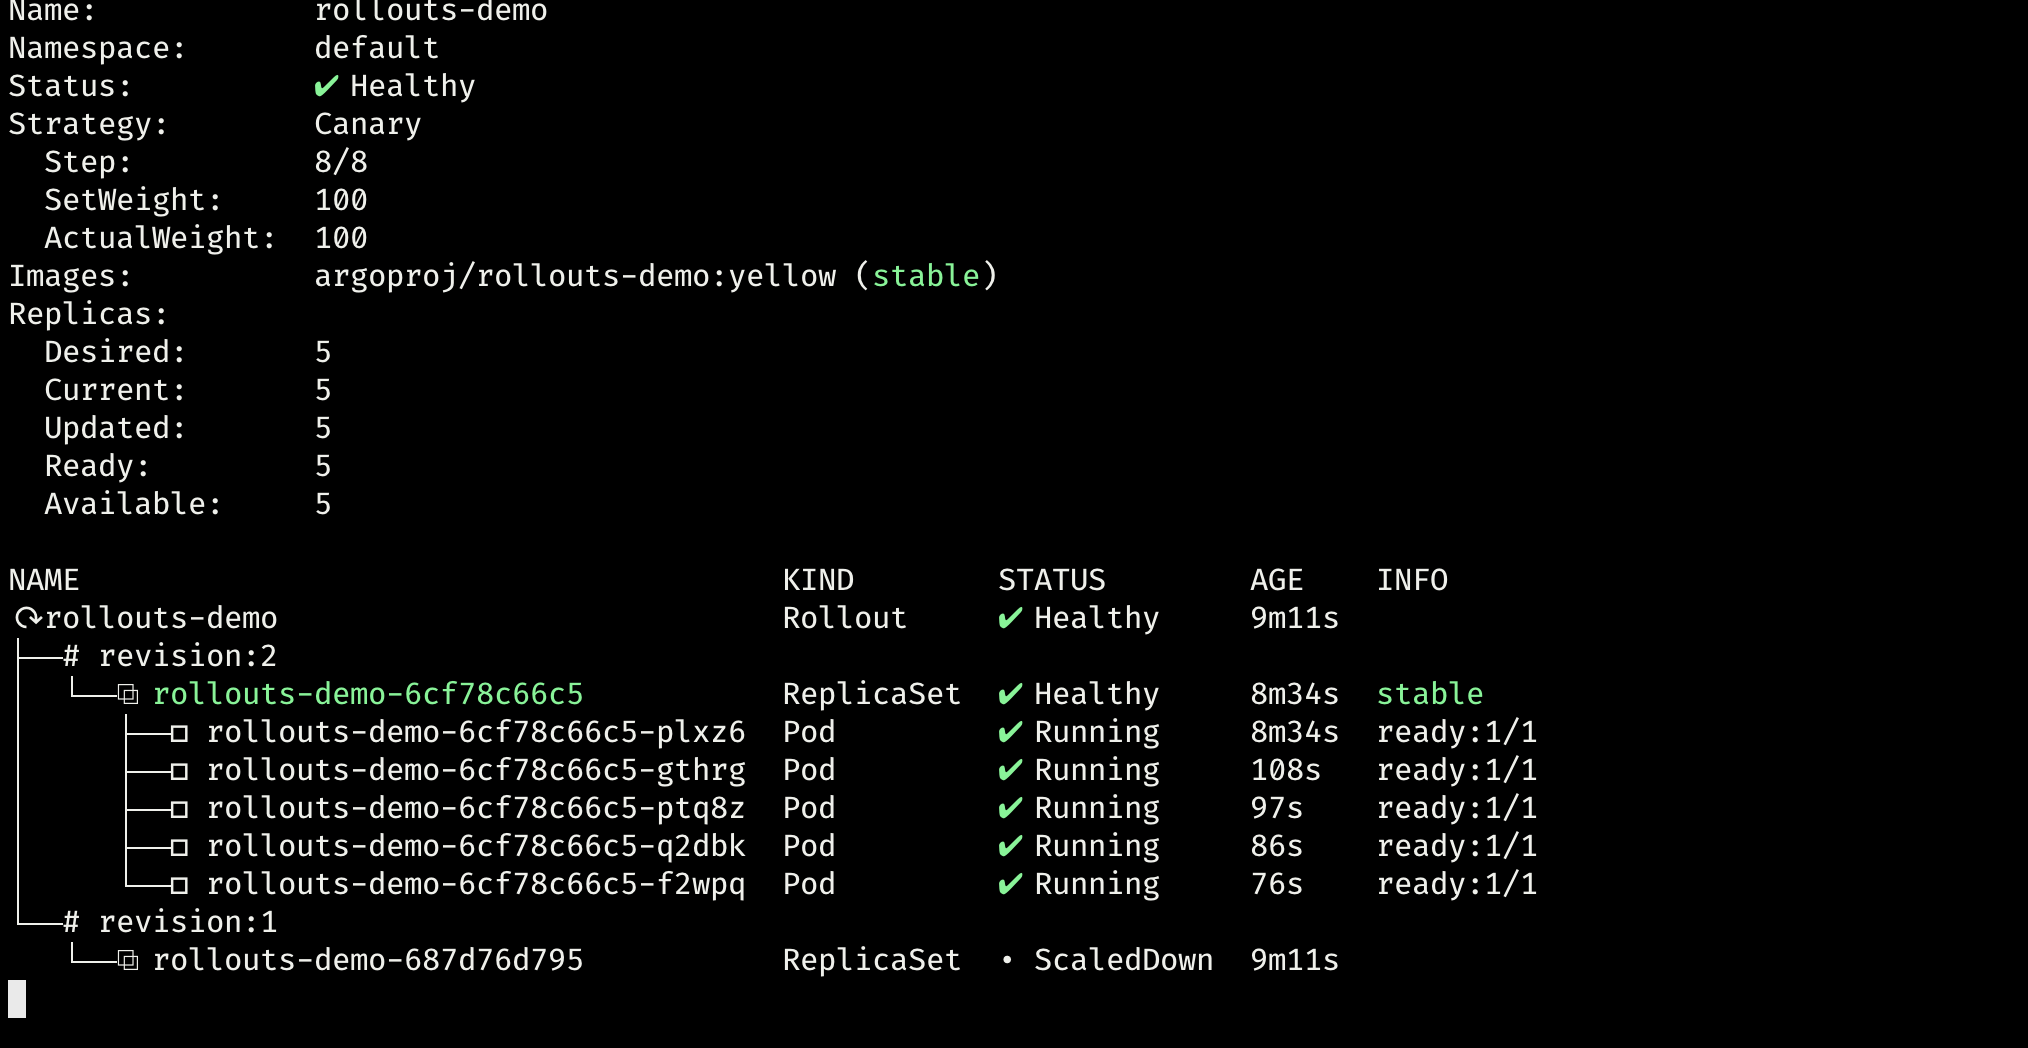 Name:            rollouts-demo
Namespace:       default
Status:          ✔ Healthy
Strategy:        Canary
  Step:          8/8
  SetWeight:     100
  ActualWeight:  100
Images:          argoproj/rollouts-demo:yellow (stable)
Replicas:
  Desired:       5
  Current:       5
  Updated:       5
  Ready:         5
  Available:     5

NAME                                       KIND        STATUS        AGE    INFO
⟳ rollouts-demo                            Rollout     ✔ Healthy     9m11s
├──# revision:2
│  └──⧉ rollouts-demo-6cf78c66c5           ReplicaSet  ✔ Healthy     8m34s  stable
│     ├──□ rollouts-demo-6cf78c66c5-plxz6  Pod         ✔ Running     8m34s  ready:1/1
│     ├──□ rollouts-demo-6cf78c66c5-gthrg  Pod         ✔ Running     108s   ready:1/1
│     ├──□ rollouts-demo-6cf78c66c5-ptq8z  Pod         ✔ Running     97s    ready:1/1
│     ├──□ rollouts-demo-6cf78c66c5-q2dbk  Pod         ✔ Running     86s    ready:1/1
│     └──□ rollouts-demo-6cf78c66c5-f2wpq  Pod         ✔ Running     76s    ready:1/1
└──# revision:1
   └──⧉ rollouts-demo-687d76d795           ReplicaSet  • ScaledDown  9m11s